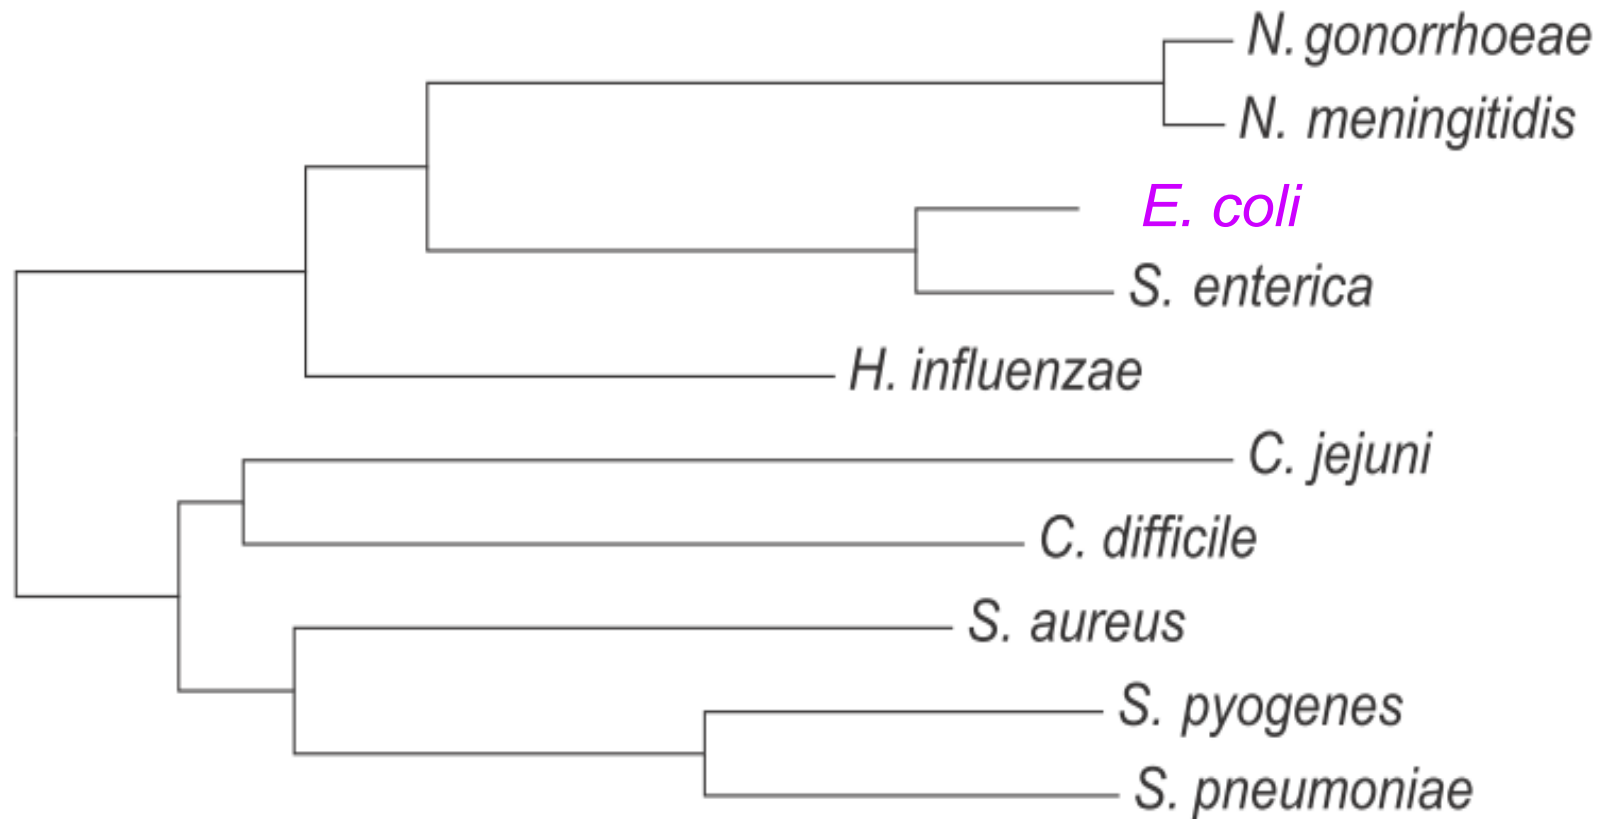 N. gonorrhoeae
N. meningitidis
E. coli
S. enterica
H. influenzae
C. jejuni
C. difficile
S. aureus
S. pyogenes
S. pneumoniae